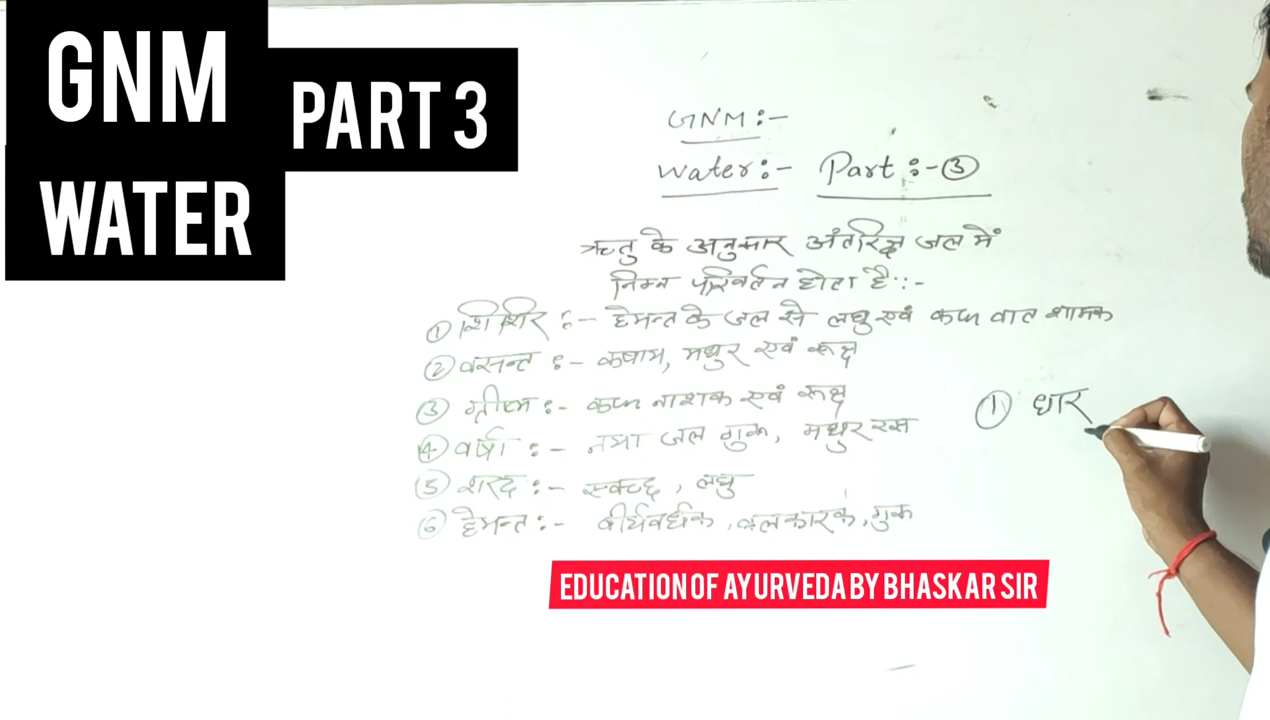 GNM
PART 3
WATER
GNM:-
Water:- Part:-③
ऋतु के अनुसार अंतरिक्ष जल में
निम्न परिवर्तन होता है::-
① शिशिर :- हेमन्त के जल से लघु एवं कफ वात शामक
② वसन्त :- कषाय, मधुर एवं रूक्ष
③ ग्रीष्म :- कफ नाशक एवं रूक्ष
④ वर्षा :- नया जल गुरू, मधुर रस
⑤ शरद :- स्वच्छ, लघु
⑥ हेमन्त :- वीर्यवर्धक, बलकारक, गुरू
① धार
EDUCATION OF AYURVEDA BY BHASKAR SIR